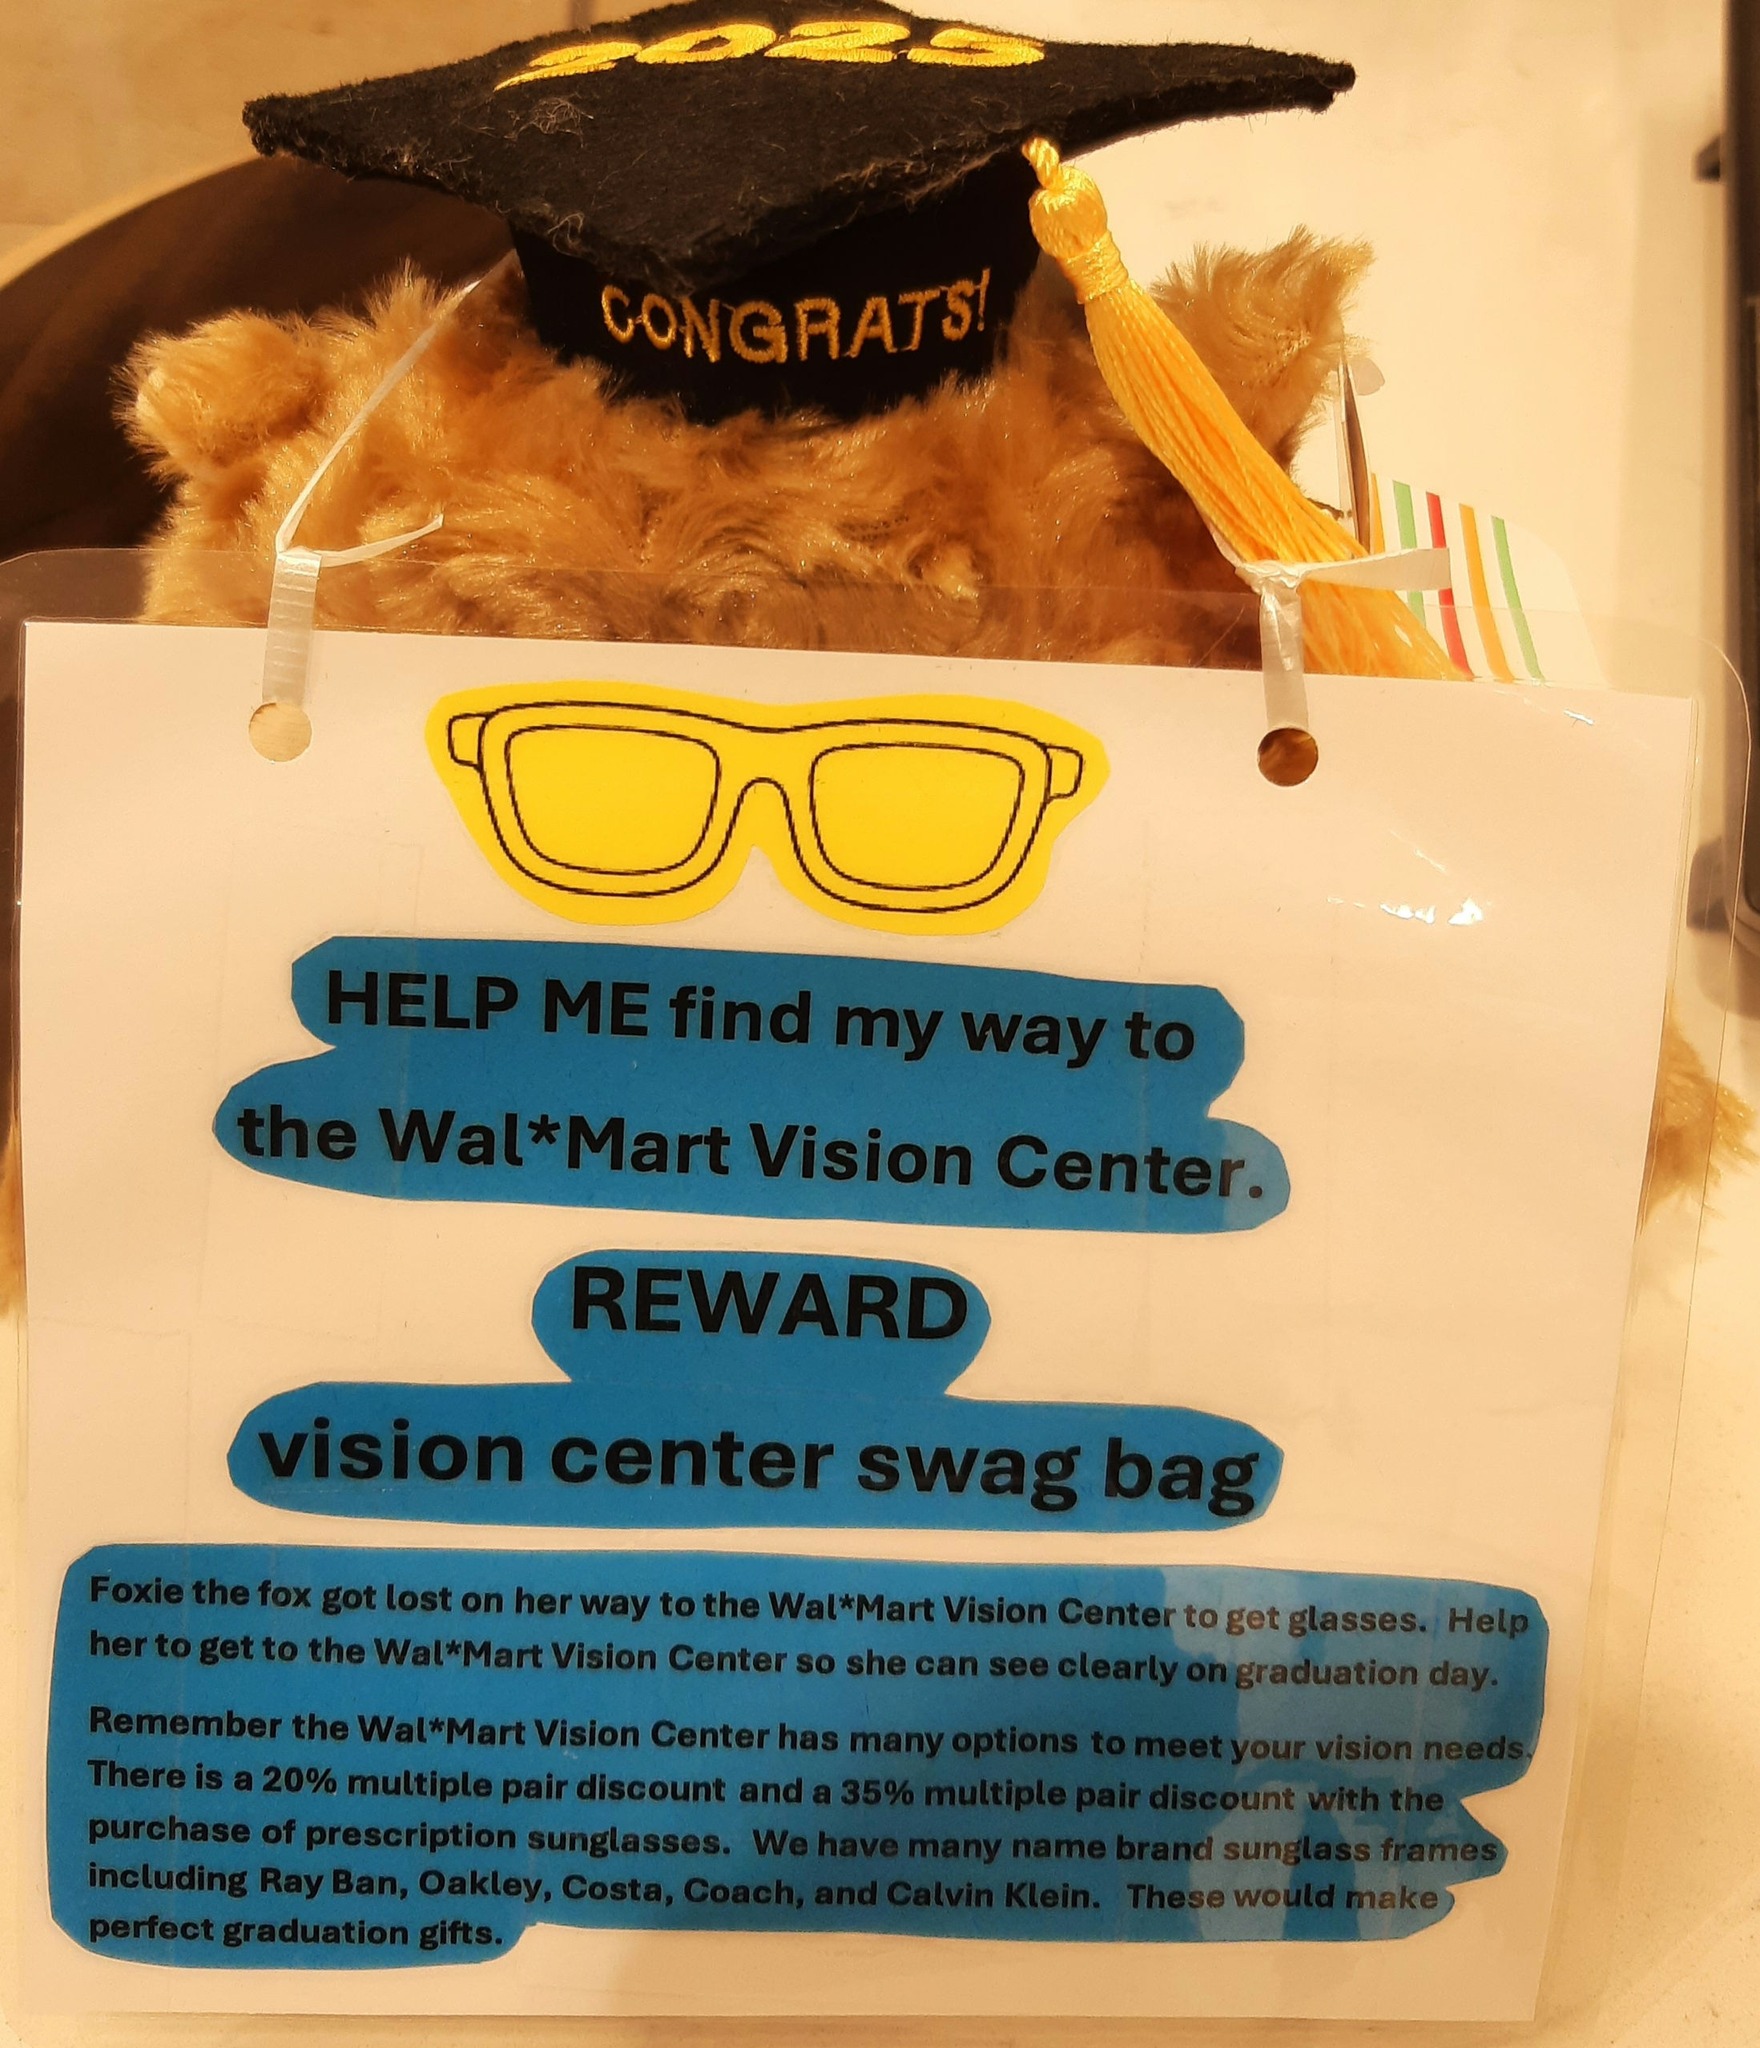 2025
CONGRATS!
HELP ME find my way to
the Wal*Mart Vision Center.
REWARD
vision center swag bag
Foxie the fox got lost on her way to the Wal*Mart Vision Center to get glasses. Help
her to get to the Wal*Mart Vision Center so she can see clearly on graduation day.
Remember the Wal*Mart Vision Center has many options to meet your vision needs.
There is a 20% multiple pair discount and a 35% multiple pair discount with the
purchase of prescription sunglasses. We have many name brand sunglass frames
including Ray Ban, Oakley, Costa, Coach, and Calvin Klein. These would make
perfect graduation gifts.